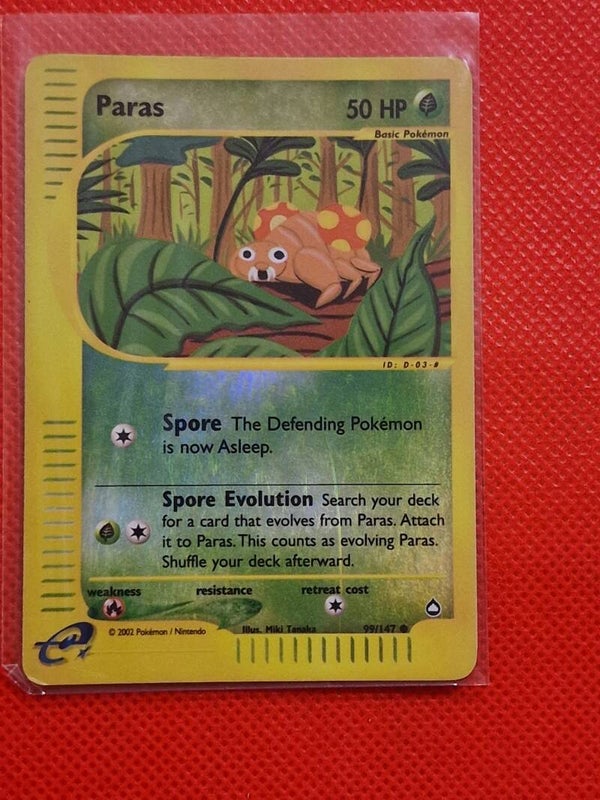 Paras 50 HP
Basic Pokémon
ID: D-03-#
Spore The Defending Pokémon
is now Asleep.
Spore Evolution Search your deck
for a card that evolves from Paras. Attach
it to Paras. This counts as evolving Paras.
Shuffle your deck afterward.
weakness resistance retreat cost
© 2002 Pokémon / Nintendo Illus. Miki Tanaka 99/147
e